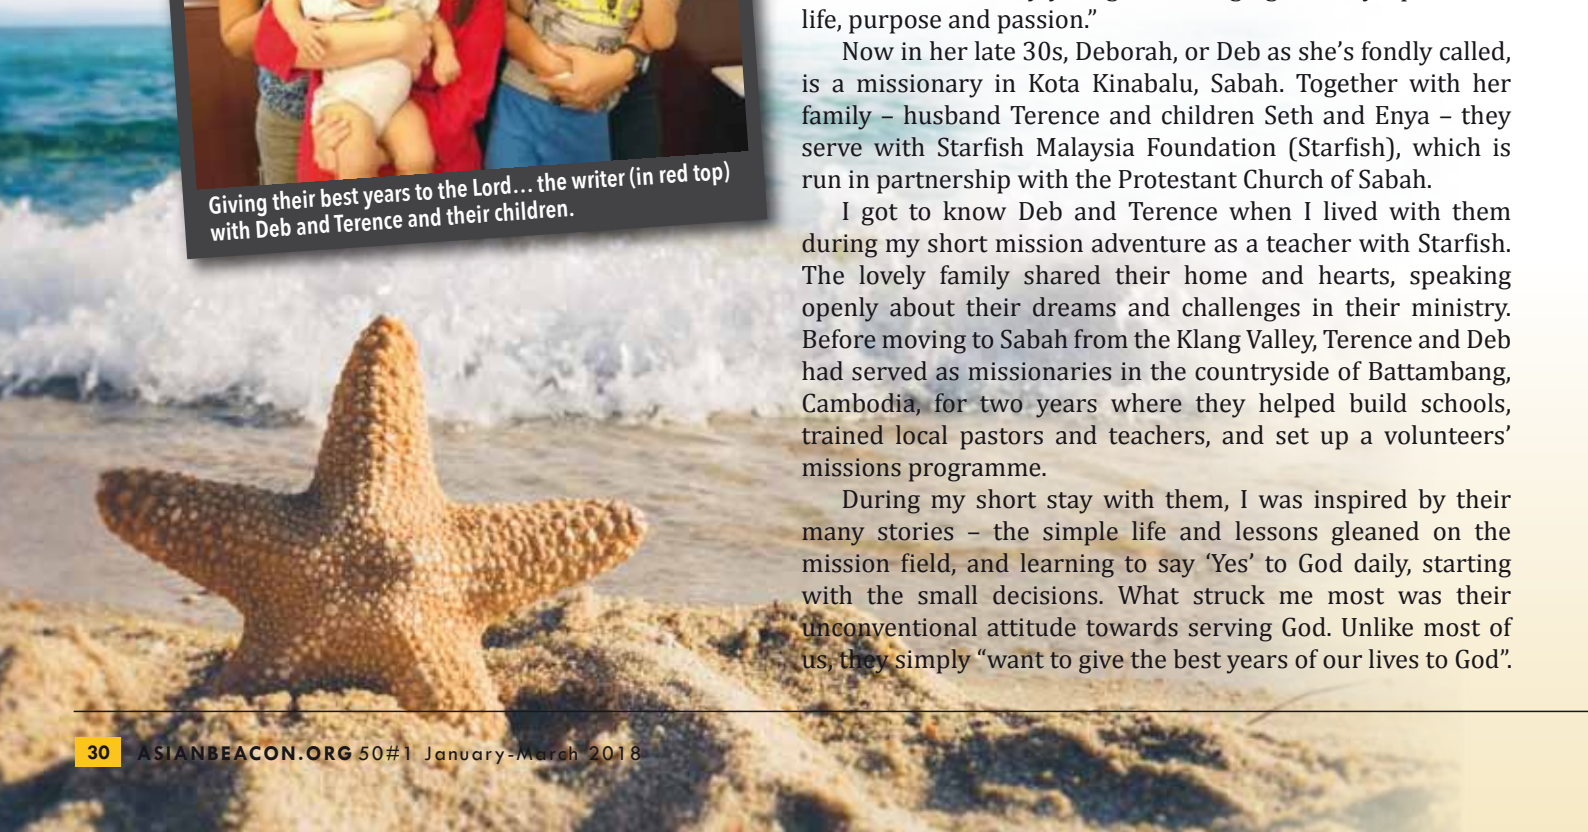 Giving their best years to the Lord… the writer (in red top)
with Deb and Terence and their children.
life, purpose and passion.”
Now in her late 30s, Deborah, or Deb as she’s fondly called,
is a missionary in Kota Kinabalu, Sabah. Together with her
family – husband Terence and children Seth and Enya – they
serve with Starfish Malaysia Foundation (Starfish), which is
run in partnership with the Protestant Church of Sabah.
I got to know Deb and Terence when I lived with them
during my short mission adventure as a teacher with Starfish.
The lovely family shared their home and hearts, speaking
openly about their dreams and challenges in their ministry.
Before moving to Sabah from the Klang Valley, Terence and Deb
had served as missionaries in the countryside of Battambang,
Cambodia, for two years where they helped build schools,
trained local pastors and teachers, and set up a volunteers’
missions programme.
During my short stay with them, I was inspired by their
many stories – the simple life and lessons gleaned on the
mission field, and learning to say ‘Yes’ to God daily, starting
with the small decisions. What struck me most was their
unconventional attitude towards serving God. Unlike most of
us, they simply “want to give the best years of our lives to God”.
30 ASIANBEACON.ORG 50#1 January-March 2018